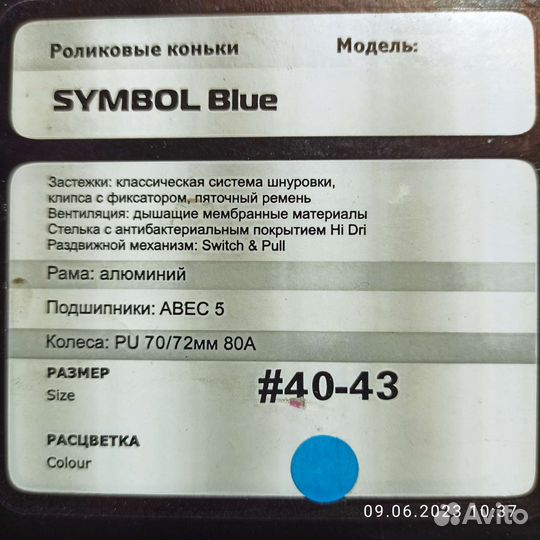 Роликовые коньки Модель:
SYMBOL Blue
Застежки: классическая система шнуровки,
клипса с фиксатором, пяточный ремень
Вентиляция: дышащие мембранные материалы
Стелька с антибактериальным покрытием Hi Dri
Раздвижной механизм: Switch & Pull
Рама: алюминий
Подшипники: ABEC 5
Колеса: PU 70/72мм 80A
РАЗМЕР
Size
#40-43
РАСЦВЕТКА
Colour
09.06.2023 10:37
Avito